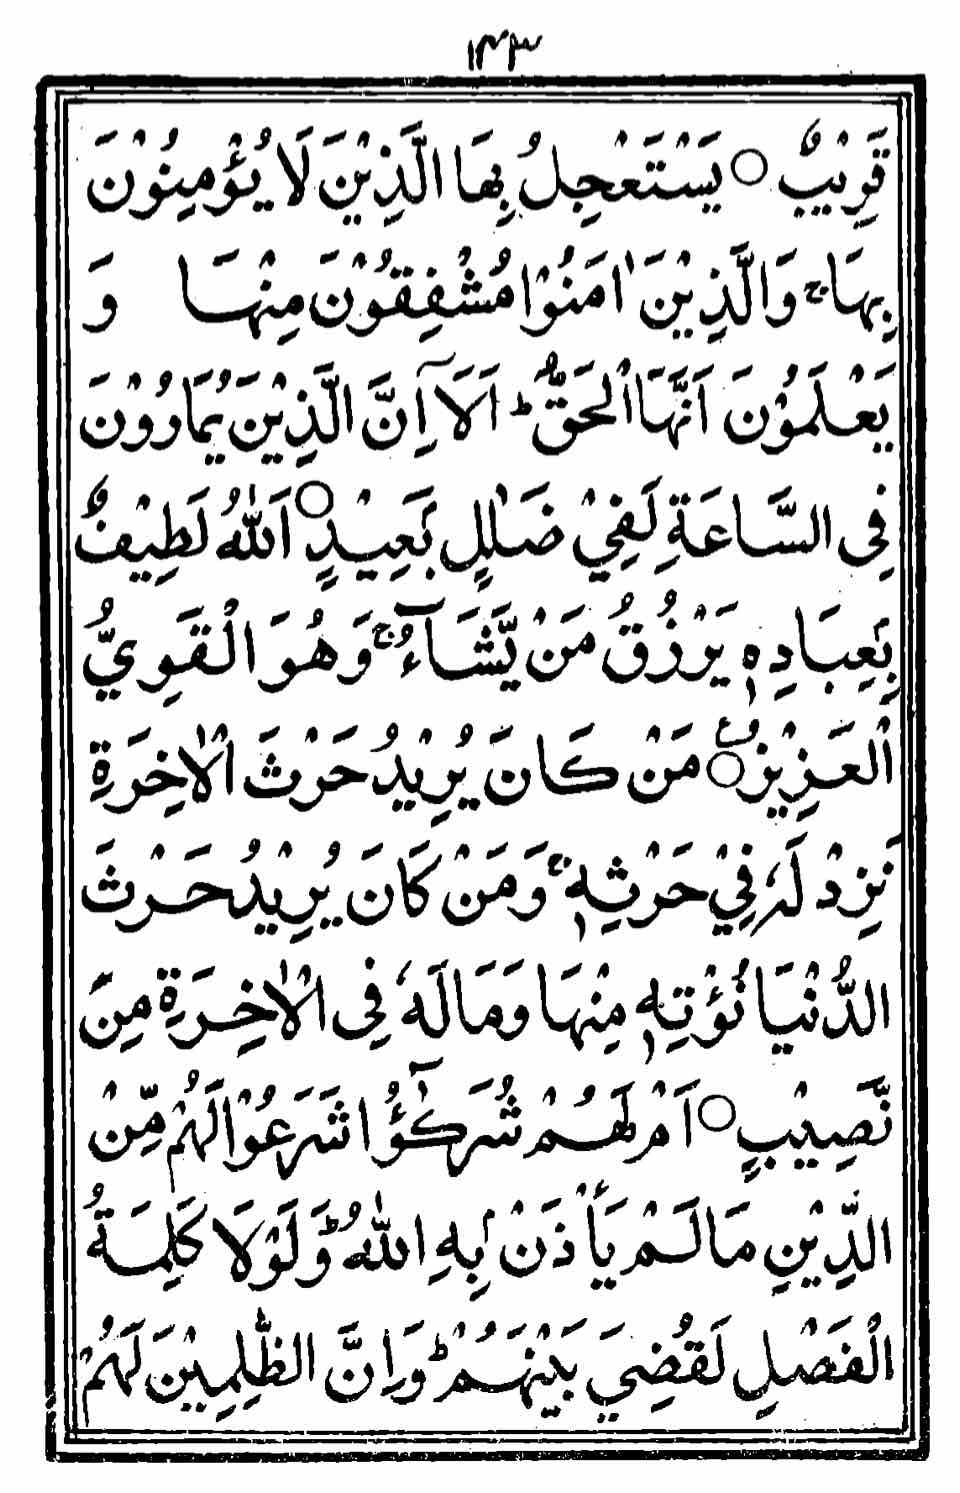 ١٤٣
قَرِيْبٌ ○ يَسْتَعْجِلُ بِهَا الَّذِيْنَ لَا يُؤْمِنُوْنَ
بِهَا ۚ وَالَّذِيْنَ اٰمَنُوْا مُشْفِقُوْنَ مِنْهَا وَ
يَعْلَمُوْنَ اَنَّهَا الْحَقُّ ؕ اَلَاۤ اِنَّ الَّذِيْنَ يُمَارُوْنَ
فِى السَّاعَةِ لَفِيْ ضَلٰلٍ بَعِيْدٍ ○ اَللّٰهُ لَطِيْفٌ
بِعِبَادِهٖ يَرْزُقُ مَنْ يَّشَآءُ ۚ وَهُوَ الْقَوِيُّ
الْعَزِيْزُ ○ ع مَنْ كَانَ يُرِيْدُ حَرْثَ الْاٰخِرَةِ
نَزِدْ لَهٗ فِيْ حَرْثِهٖ ۚ وَمَنْ كَانَ يُرِيْدُ حَرْثَ
الدُّنْيَا نُؤْتِهٖ مِنْهَا وَمَا لَهٗ فِى الْاٰخِرَةِ مِنْ
نَّصِيْبٍ ○ اَمْ لَهُمْ شُرَكٰٓؤُا شَرَعُوْا لَهُمْ مِّنَ
الدِّيْنِ مَا لَمْ يَاْذَنْۢ بِهِ اللّٰهُ ؕ وَلَوْلَا كَلِمَةُ
الْفَصْلِ لَقُضِيَ بَيْنَهُمْ ؕ وَاِنَّ الظّٰلِمِيْنَ لَهُمْ